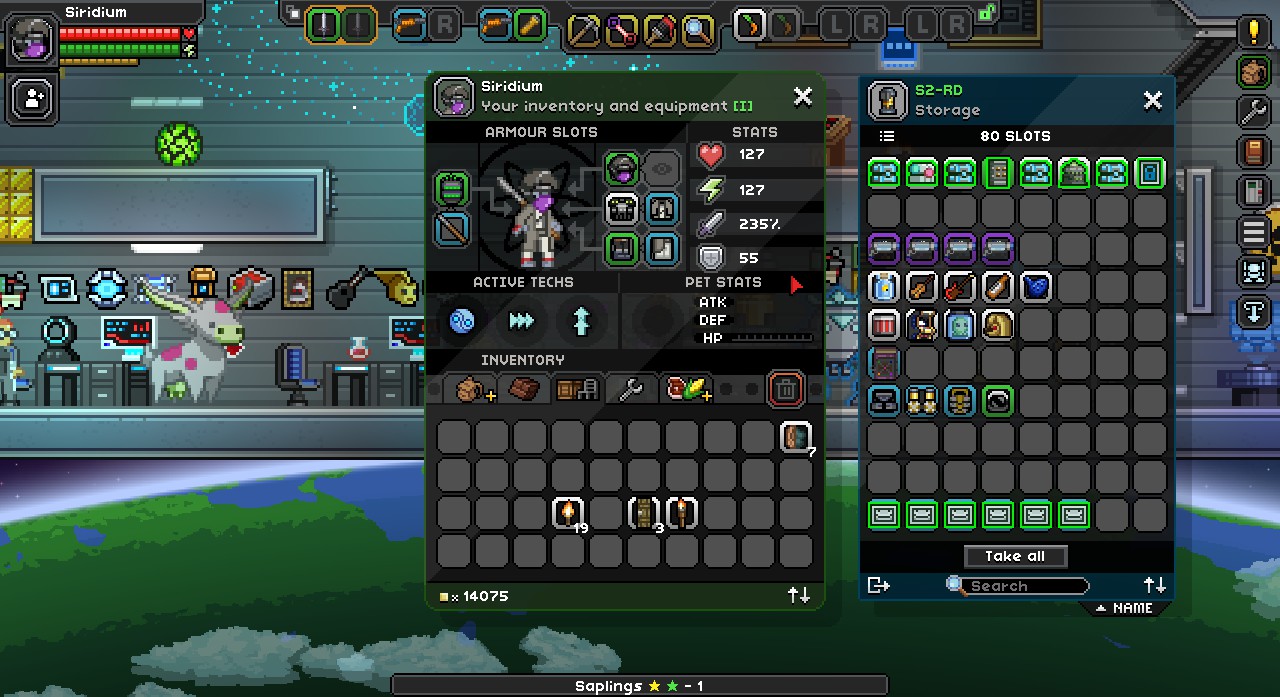 Siridium
R
L R L R
Siridium
Your inventory and equipment [I]
ARMOUR SLOTS
STATS
127
127
235%
55
ACTIVE TECHS
PET STATS
ATK
DEF
HP
INVENTORY
7
19
3
x 14075
S2-RD
Storage
80 SLOTS
Take all
Search
NAME
Saplings ★ ★ - 1